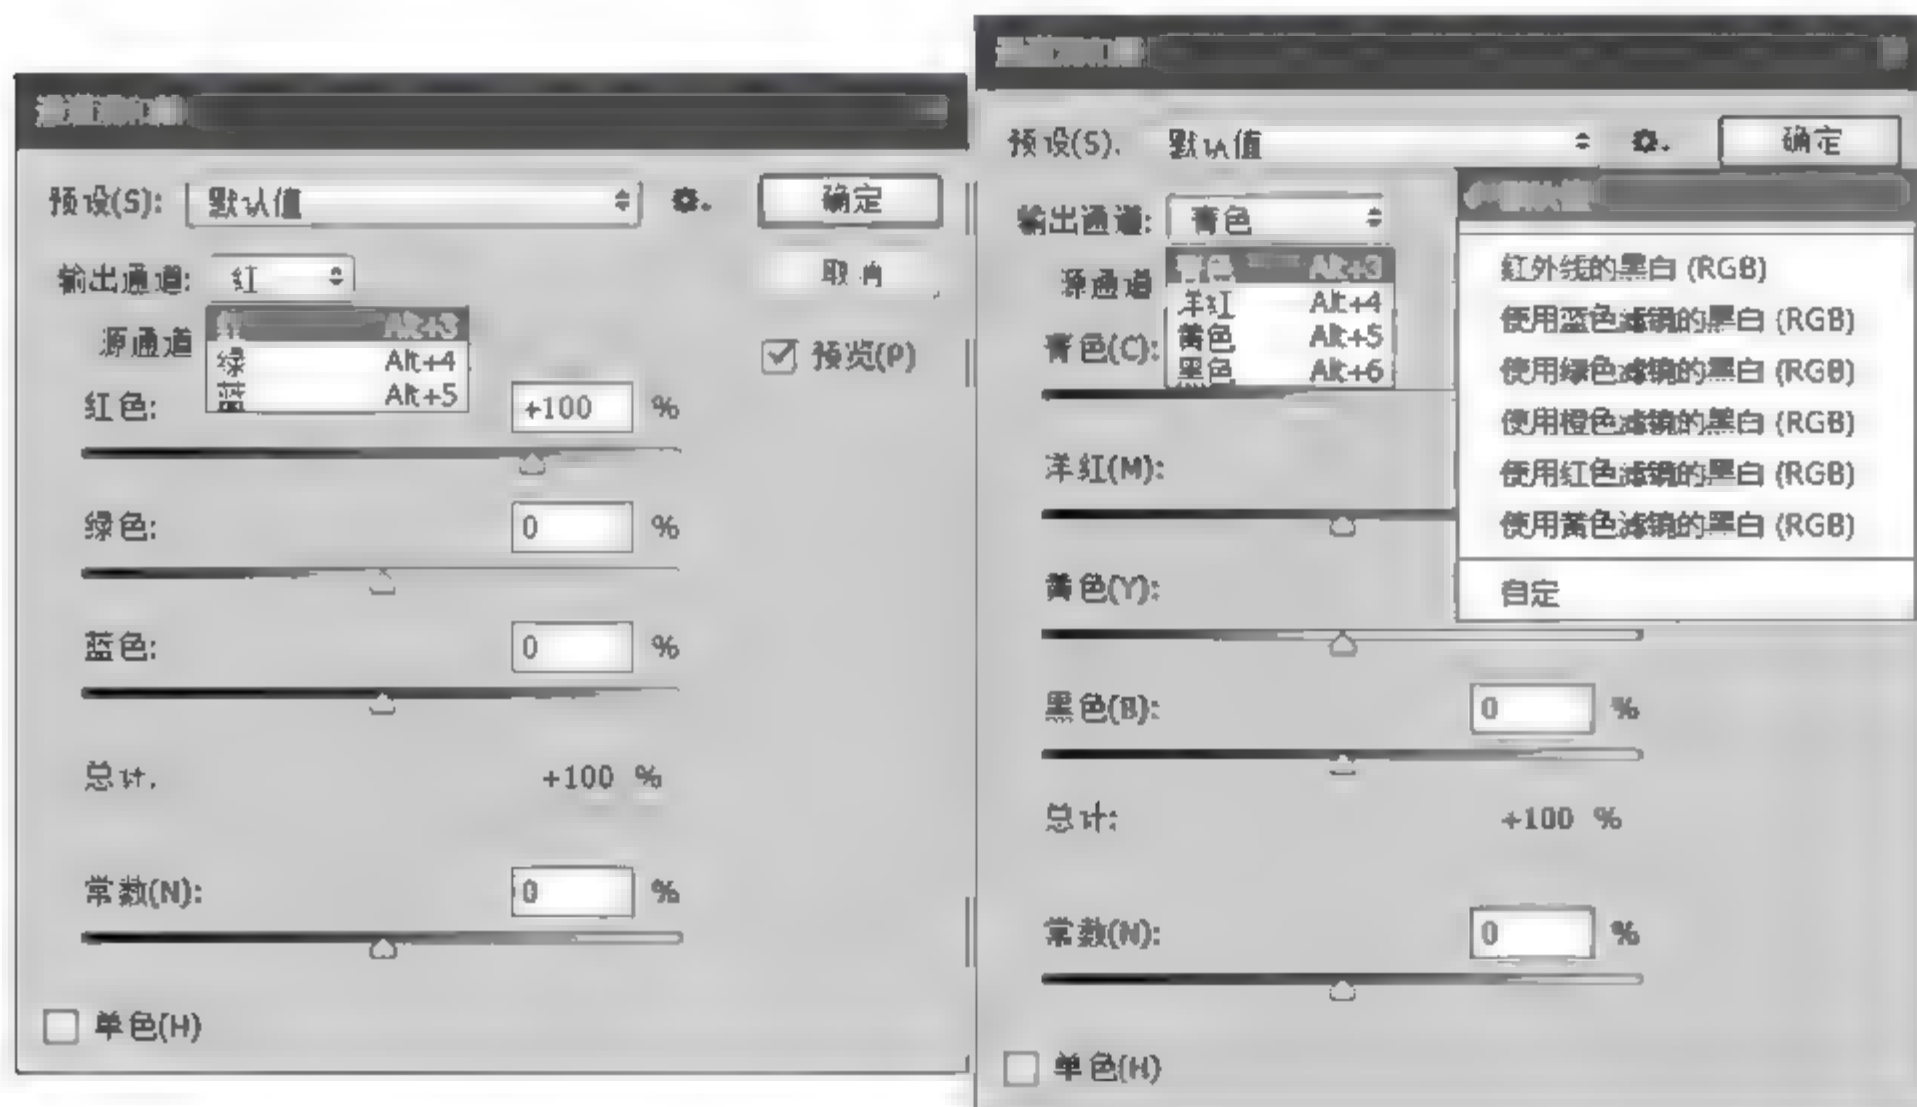 预设(S): 默认值
确定
输出通道: 红
取消
红 Alt+3
源通道
绿 Alt+4
蓝 Alt+5
预览(P)
红色: +100 %
绿色: 0 %
蓝色: 0 %
总计: +100 %
常数(N): 0 %
单色(H)
预设(S): 默认值
确定
输出通道: 青色
青色 Alt+3
源通道
洋红 Alt+4
黄色 Alt+5
黑色 Alt+6
青色(C):
洋红(M):
黄色(Y):
黑色(B): 0 %
总计: +100 %
常数(N): 0 %
单色(H)
红外线的黑白 (RGB)
使用蓝色滤镜的黑白 (RGB)
使用绿色滤镜的黑白 (RGB)
使用橙色滤镜的黑白 (RGB)
使用红色滤镜的黑白 (RGB)
使用黄色滤镜的黑白 (RGB)
自定